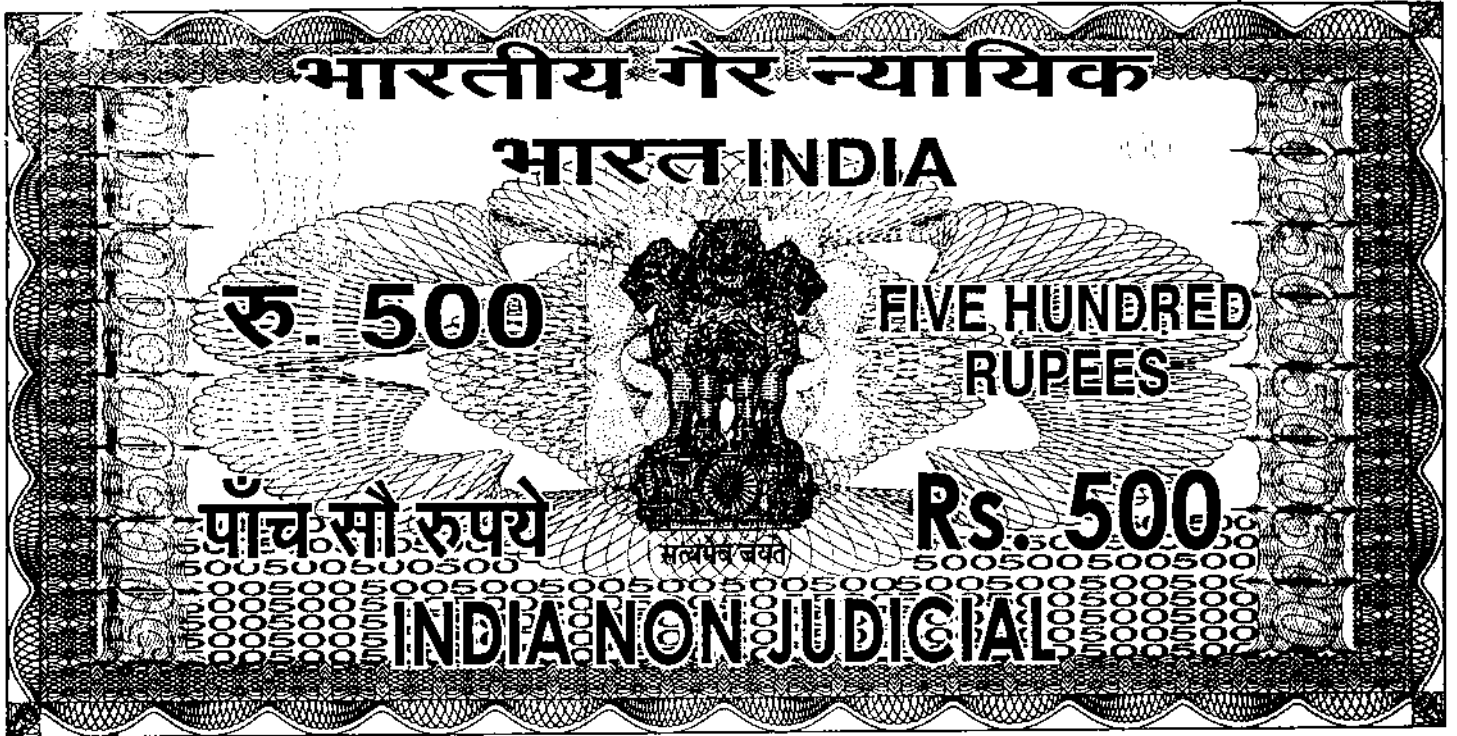 भारतीय गैर न्यायिक
भारत INDIA
रु. 500
FIVE HUNDRED
RUPEES
पाँच सौ रुपये
Rs. 500
सत्यमेव जयते
INDIA NON JUDICIAL